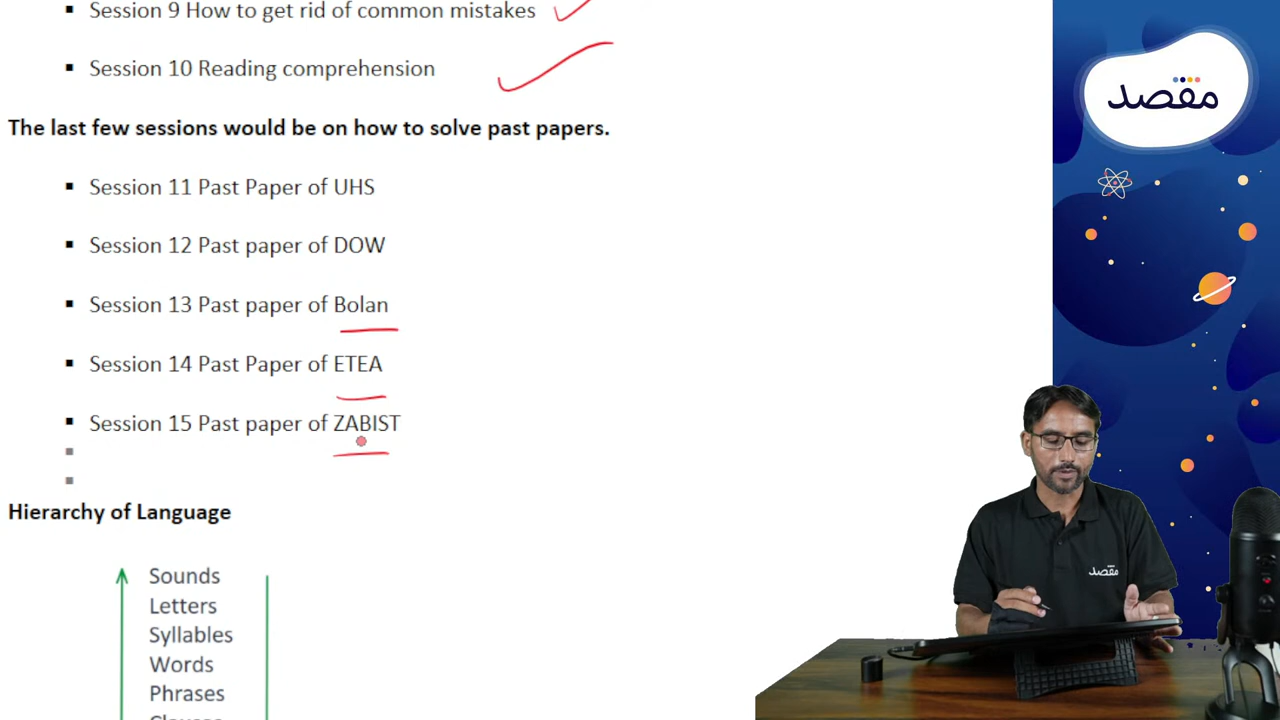 Session 9 How to get rid of common mistakes
Session 10 Reading comprehension
The last few sessions would be on how to solve past papers.
Session 11 Past Paper of UHS
Session 12 Past paper of DOW
Session 13 Past paper of Bolan
Session 14 Past Paper of ETEA
Session 15 Past paper of ZABIST
Hierarchy of Language
Sounds
Letters
Syllables
Words
Phrases
Clauses
مقصد
مقصد